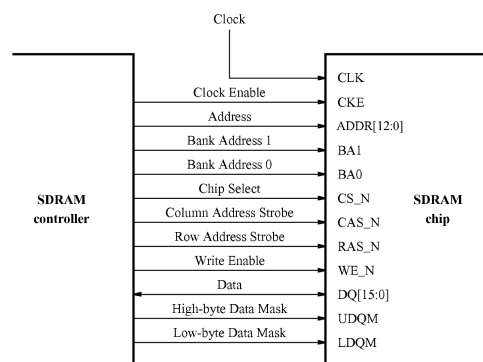 Clock
CLK
Clock Enable
CKE
Address
ADDR[12:0]
Bank Address 1
BA1
Bank Address 0
BA0
Chip Select
CS_N
Column Address Strobe
CAS_N
Row Address Strobe
RAS_N
Write Enable
WE_N
Data
DQ[15:0]
High-byte Data Mask
UDQM
Low-byte Data Mask
LDQM
SDRAM
controller
SDRAM
chip